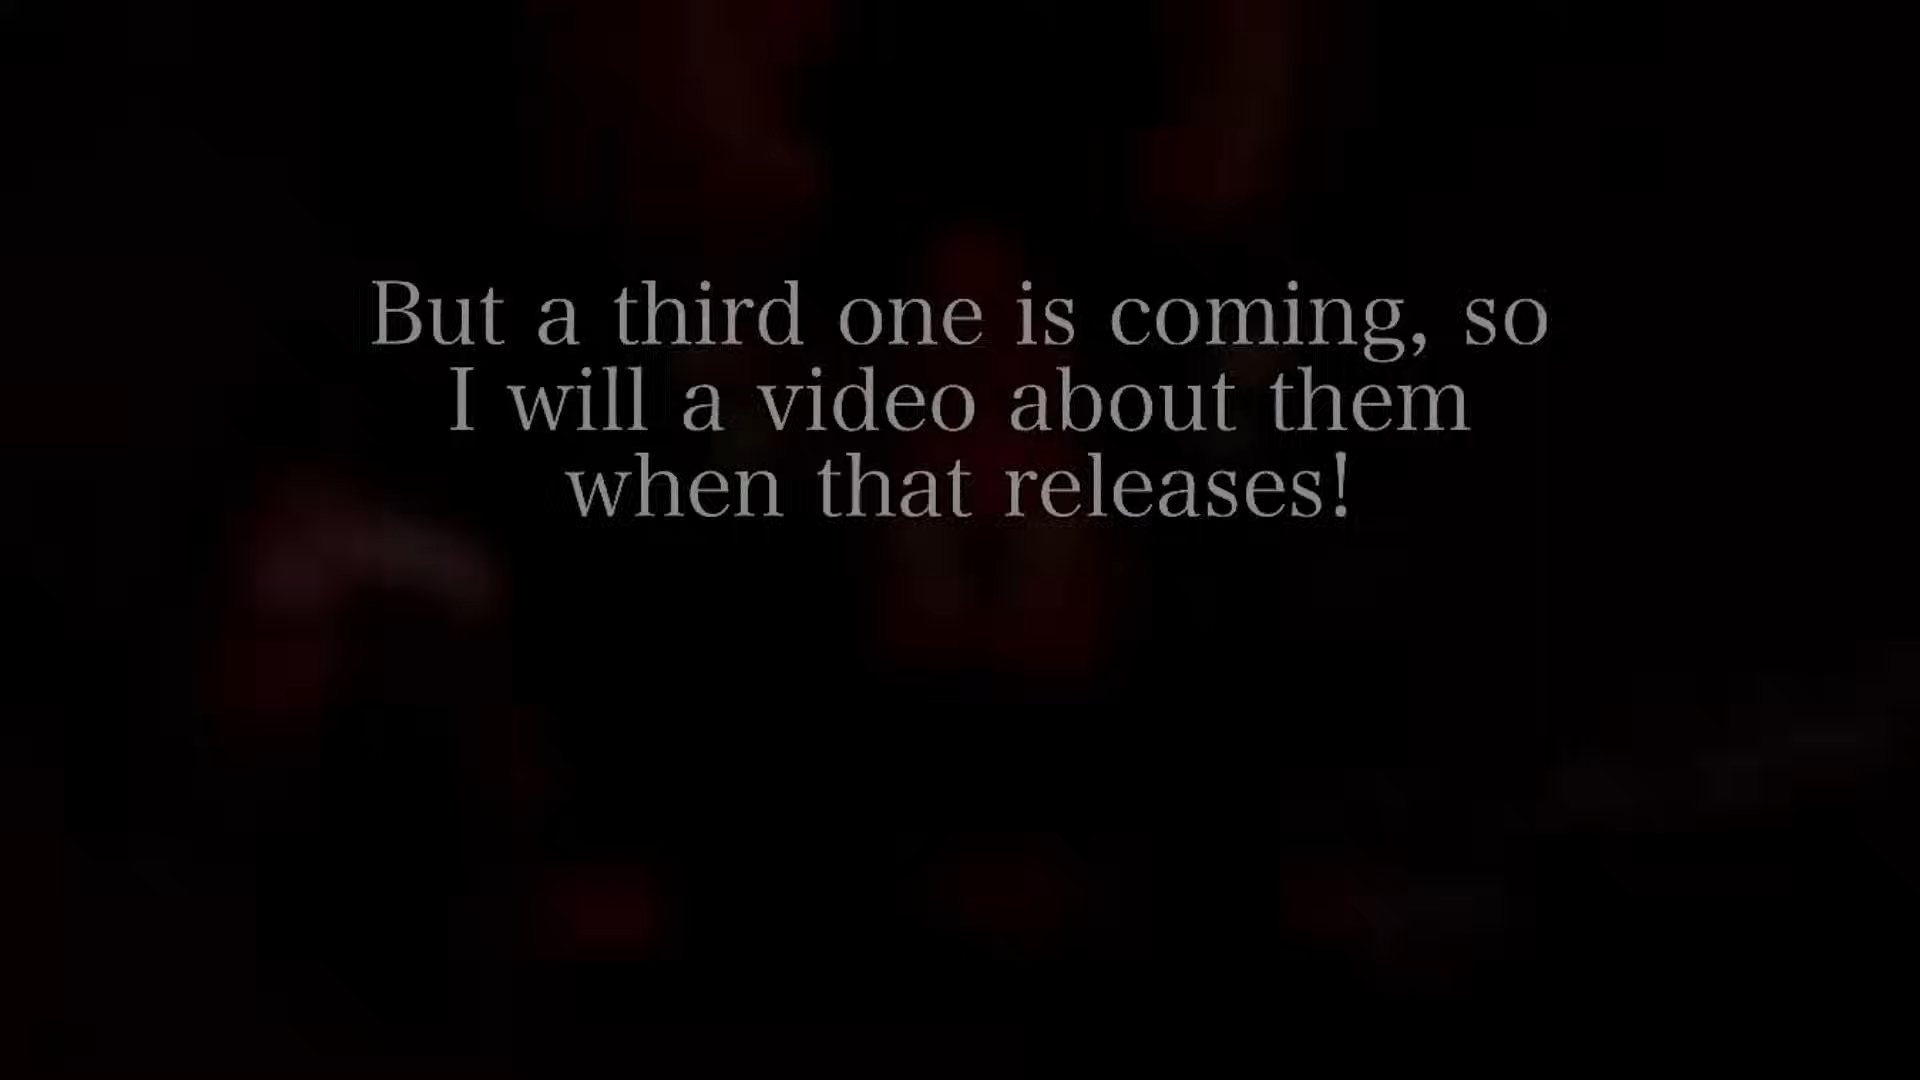 But a third one is coming, so
I will a video about them
when that releases!